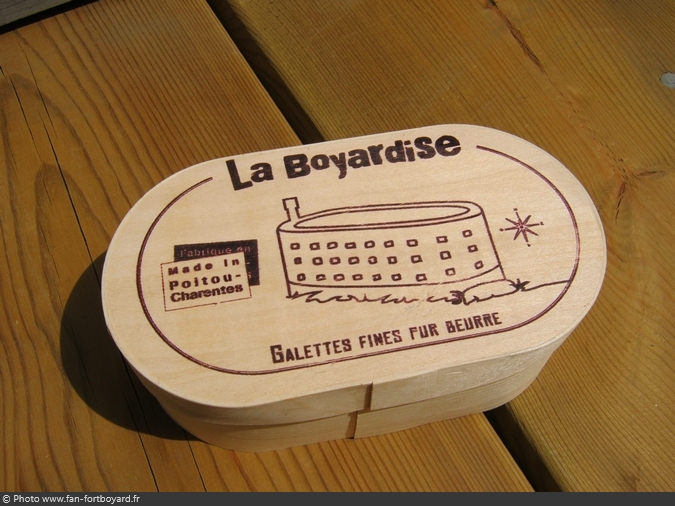 La Boyardise
Fabriqué en
Made in
Poitou-
Charentes
Galettes fines pur beurre
© Photo www.fan-fortboyard.fr